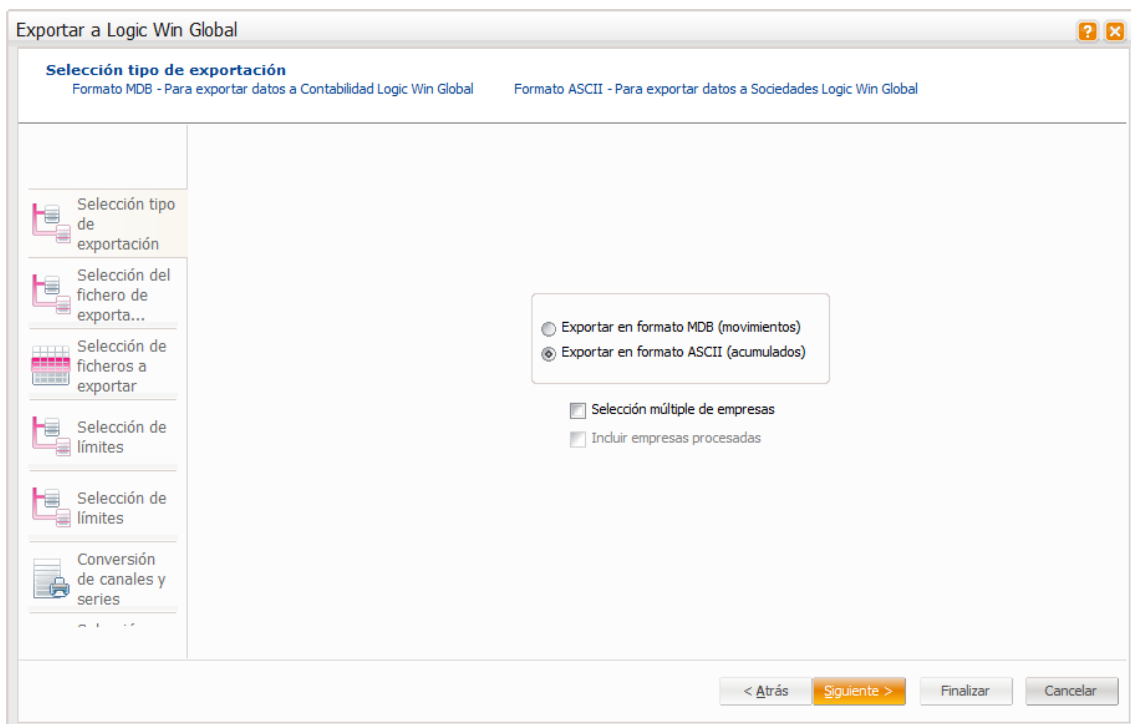 Exportar a Logic Win Global
Selección tipo de exportación
Formato MDB - Para exportar datos a Contabilidad Logic Win Global
Formato ASCII - Para exportar datos a Sociedades Logic Win Global
Selección tipo
de
exportación
Selección del
fichero de
exporta...
Selección de
ficheros a
exportar
Selección de
límites
Selección de
límites
Conversión
de canales y
series
Exportar en formato MDB (movimientos)
Exportar en formato ASCII (acumulados)
Selección múltiple de empresas
Incluir empresas procesadas
< Atrás
Siguiente >
Finalizar
Cancelar